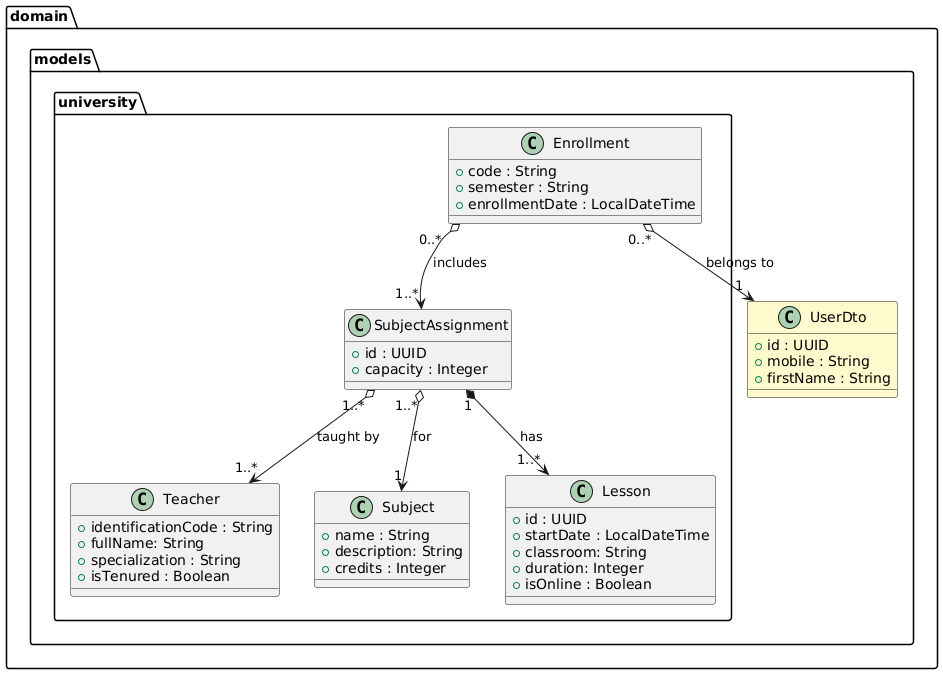 domain
models
university
C Enrollment
code : String
semester : String
enrollmentDate : LocalDateTime
0..*
0..*
includes
belongs to
1..*
1
C SubjectAssignment
id : UUID
capacity : Integer
C UserDto
id : UUID
mobile : String
firstName : String
1..*
1..*
1
taught by
for
has
1..*
1
1..*
C Teacher
identificationCode : String
fullName: String
specialization : String
isTenured : Boolean
C Subject
name : String
description: String
credits : Integer
C Lesson
id : UUID
startDate : LocalDateTime
classroom: String
duration: Integer
isOnline : Boolean